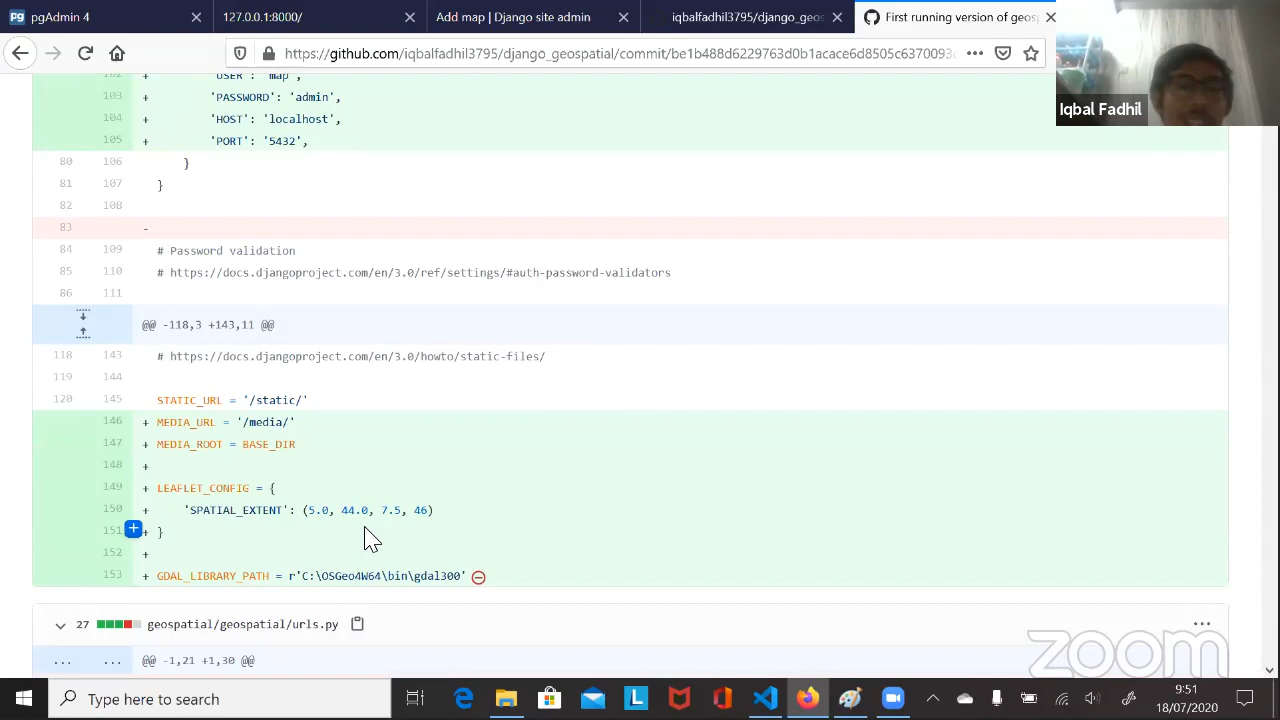 pgAdmin 4
127.0.0.1:8000/
Add map | Django site admin
iqbalfadhil3795/django_geos
First running version of geosp
https://github.com/iqbalfadhil3795/django_geospatial/commit/be1b488d6229763d0b1acace6d8505c6370093c
Iqbal Fadhil
102 + 'USER': 'map',
103 + 'PASSWORD': 'admin',
104 + 'HOST': 'localhost',
105 + 'PORT': '5432',
80 106 }
81 107 }
82 108
83 -
84 109 # Password validation
85 110 # https://docs.djangoproject.com/en/3.0/ref/settings/#auth-password-validators
86 111
@@ -118,3 +143,11 @@
118 143 # https://docs.djangoproject.com/en/3.0/howto/static-files/
119 144
120 145 STATIC_URL = '/static/'
146 + MEDIA_URL = '/media/'
147 + MEDIA_ROOT = BASE_DIR
148 +
149 + LEAFLET_CONFIG = {
150 + 'SPATIAL_EXTENT': (5.0, 44.0, 7.5, 46)
151 + }
152 +
153 + GDAL_LIBRARY_PATH = r'C:\OSGeo4W64\bin\gdal300'
27 geospatial/geospatial/urls.py
... ... @@ -1,21 +1,30 @@
zoom
Type here to search
9:51
18/07/2020